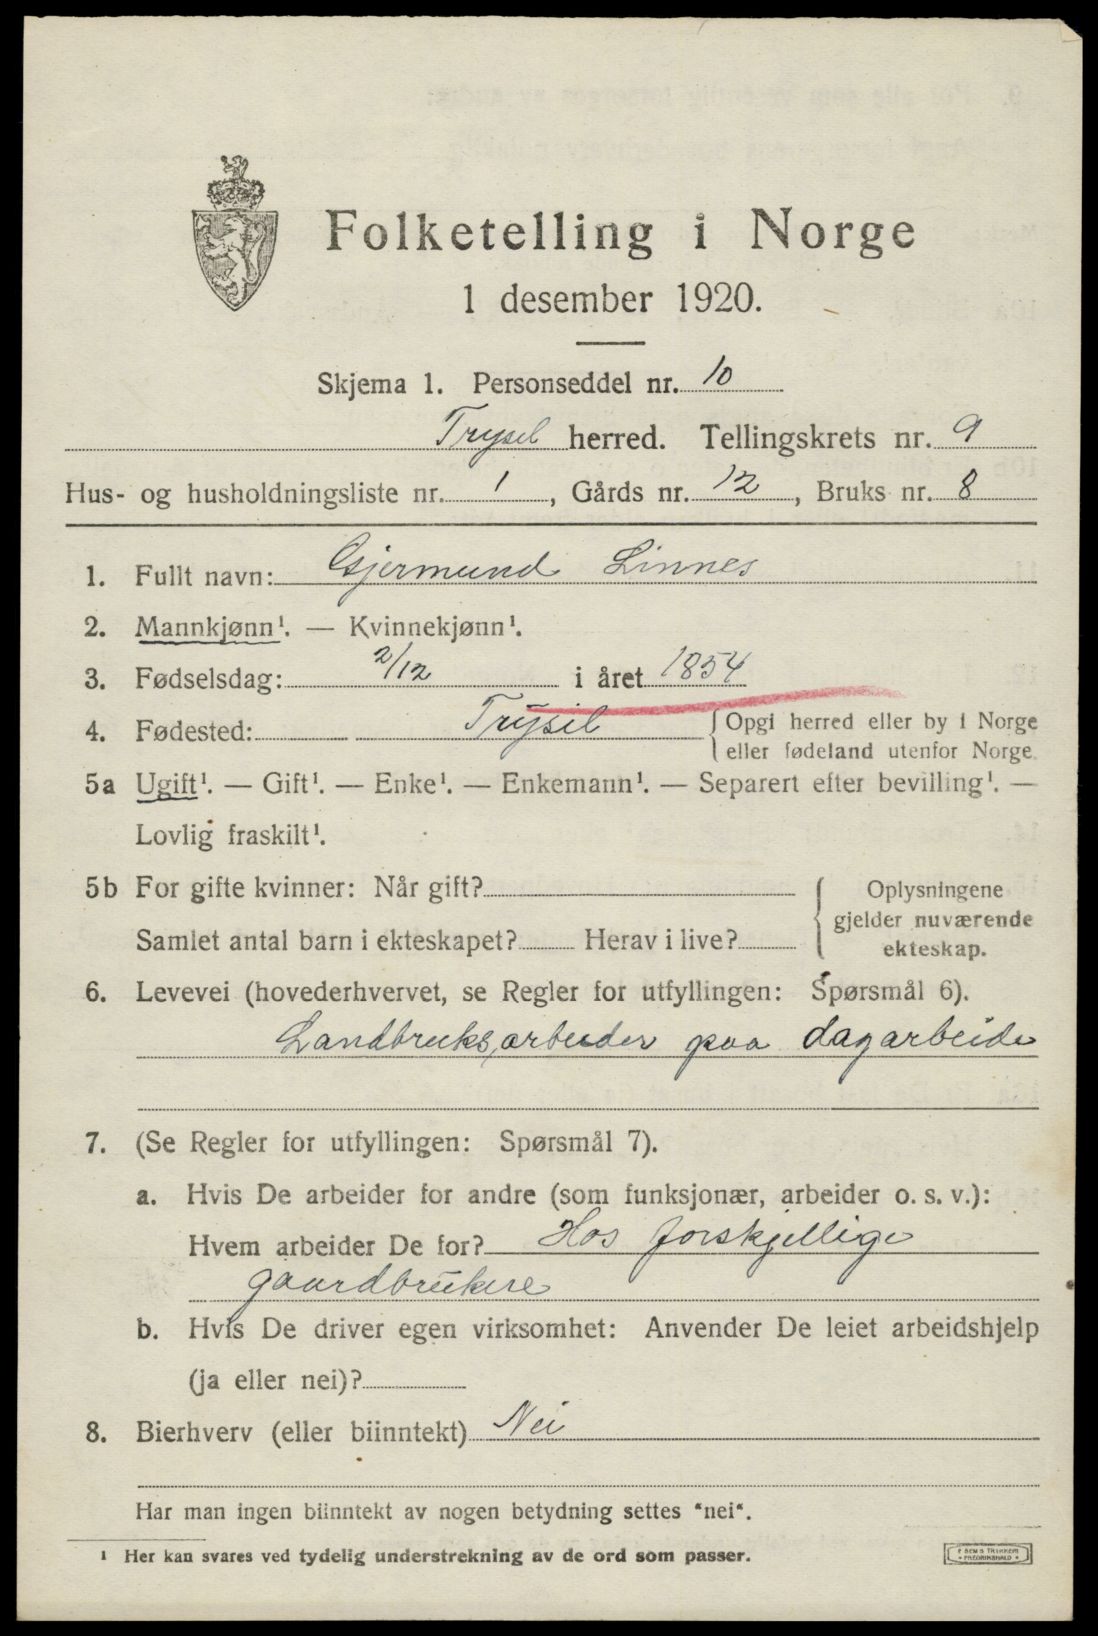 Folketelling i Norge
1 desember 1920.
Skjema 1. Personseddel nr. 10
Trysil herred. Tellingskrets nr. 9
Hus- og husholdningsliste nr. 1, Gårds nr. 12, Bruks nr. 8
1. Fullt navn: Gjermund Linnes
2. Mannkjønn¹. — Kvinnekjønn¹.
3. Fødselsdag: 2/12 i året 1854
4. Fødested: Trysil {Opgi herred eller by i Norge
eller fødeland utenfor Norge.
5a Ugift¹. — Gift¹. — Enke¹. — Enkemann¹. — Separert efter bevilling¹. —
Lovlig fraskilt¹.
5b For gifte kvinner: Når gift?
Samlet antal barn i ekteskapet? Herav i live?
{Oplysningene
gjelder nuværende
ekteskap.
6. Levevei (hovederhvervet, se Regler for utfyllingen: Spørsmål 6).
Landbruksarbeider paa dagarbeide
7. (Se Regler for utfyllingen: Spørsmål 7).
a. Hvis De arbeider for andre (som funksjonær, arbeider o. s. v.):
Hvem arbeider De for? Hos forskjellige
gaardbrukere
b. Hvis De driver egen virksomhet: Anvender De leiet arbeidshjelp
(ja eller nei)?
8. Bierhverv (eller biinntekt) Nei
Har man ingen biinntekt av nogen betydning settes "nei".
¹ Her kan svares ved tydelig understrekning av de ord som passer.